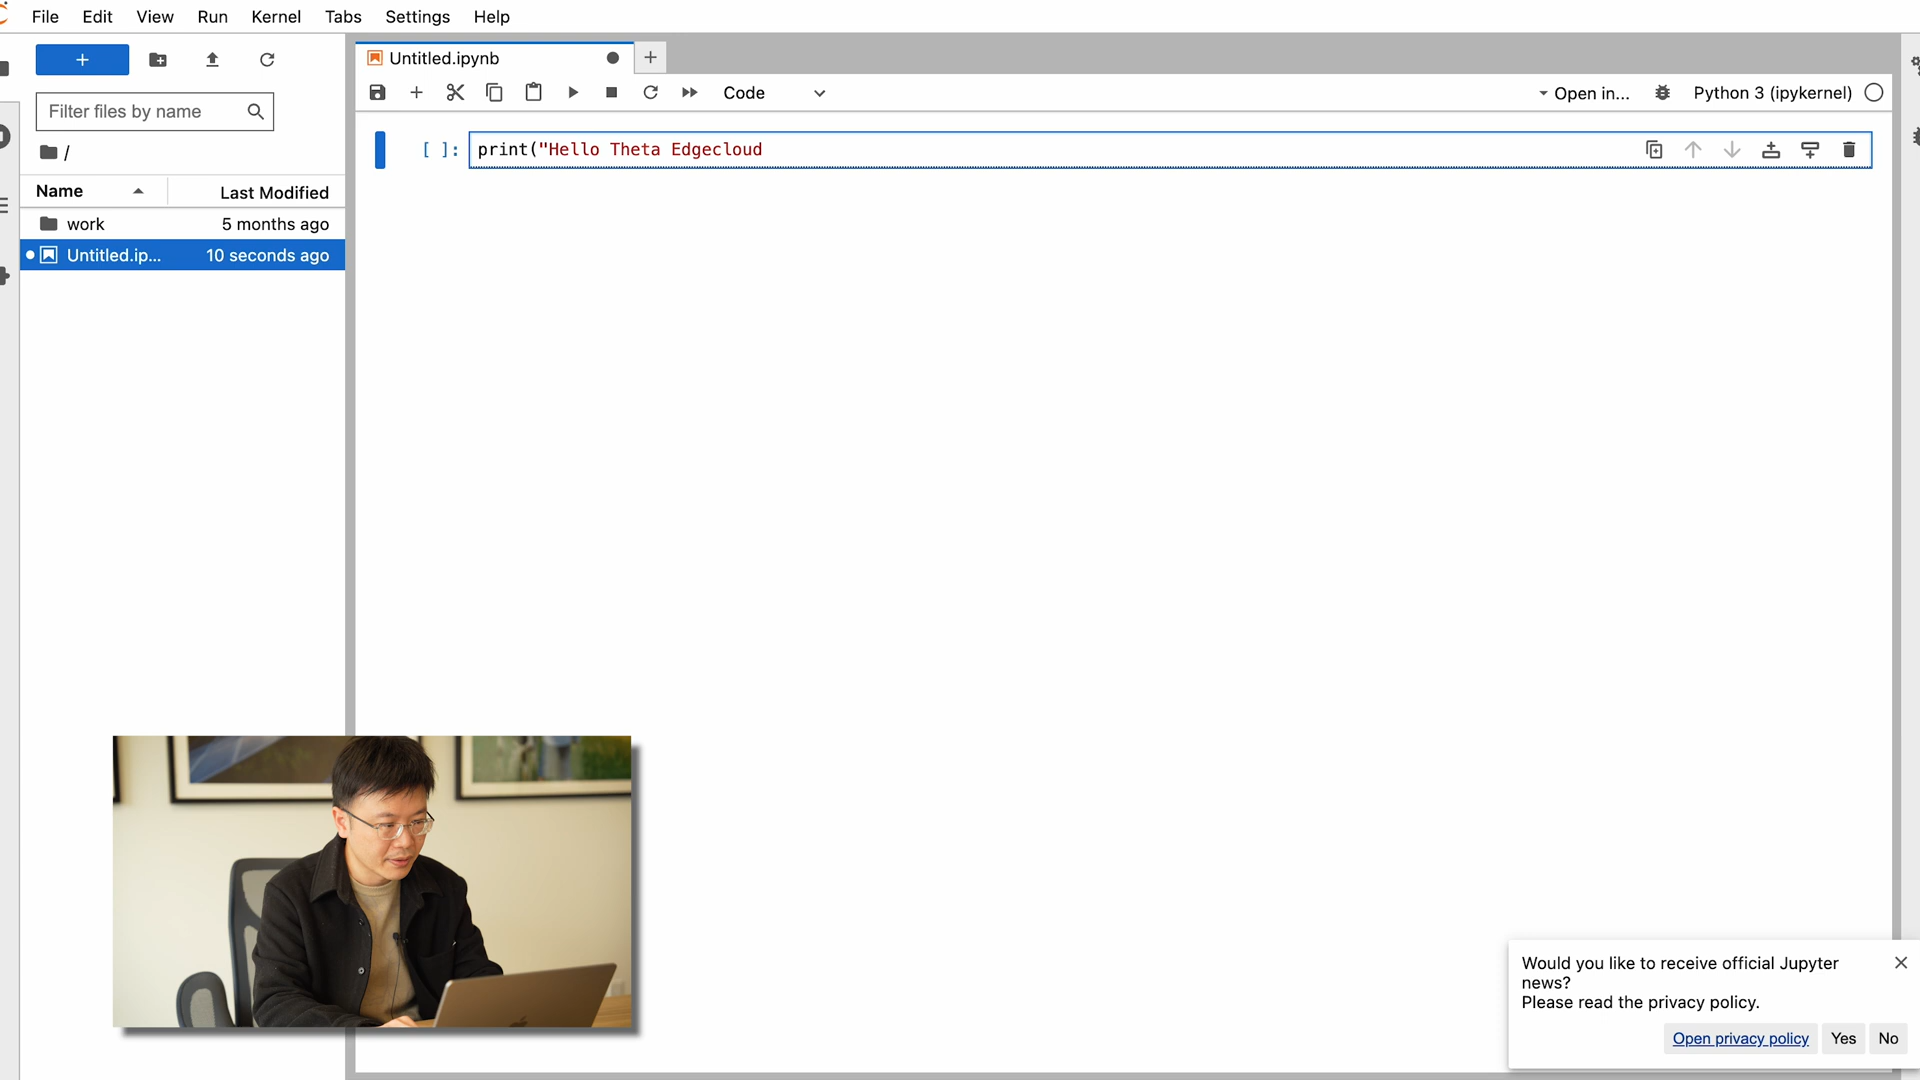 File Edit View Run Kernel Tabs Settings Help
+
Untitled.ipynb
Code
Open in...
Python 3 (ipykernel)
Filter files by name
/
Name
Last Modified
work
5 months ago
Untitled.ip...
10 seconds ago
[ ]: print("Hello Theta Edgecloud
Would you like to receive official Jupyter
news?
Please read the privacy policy.
Open privacy policy Yes No